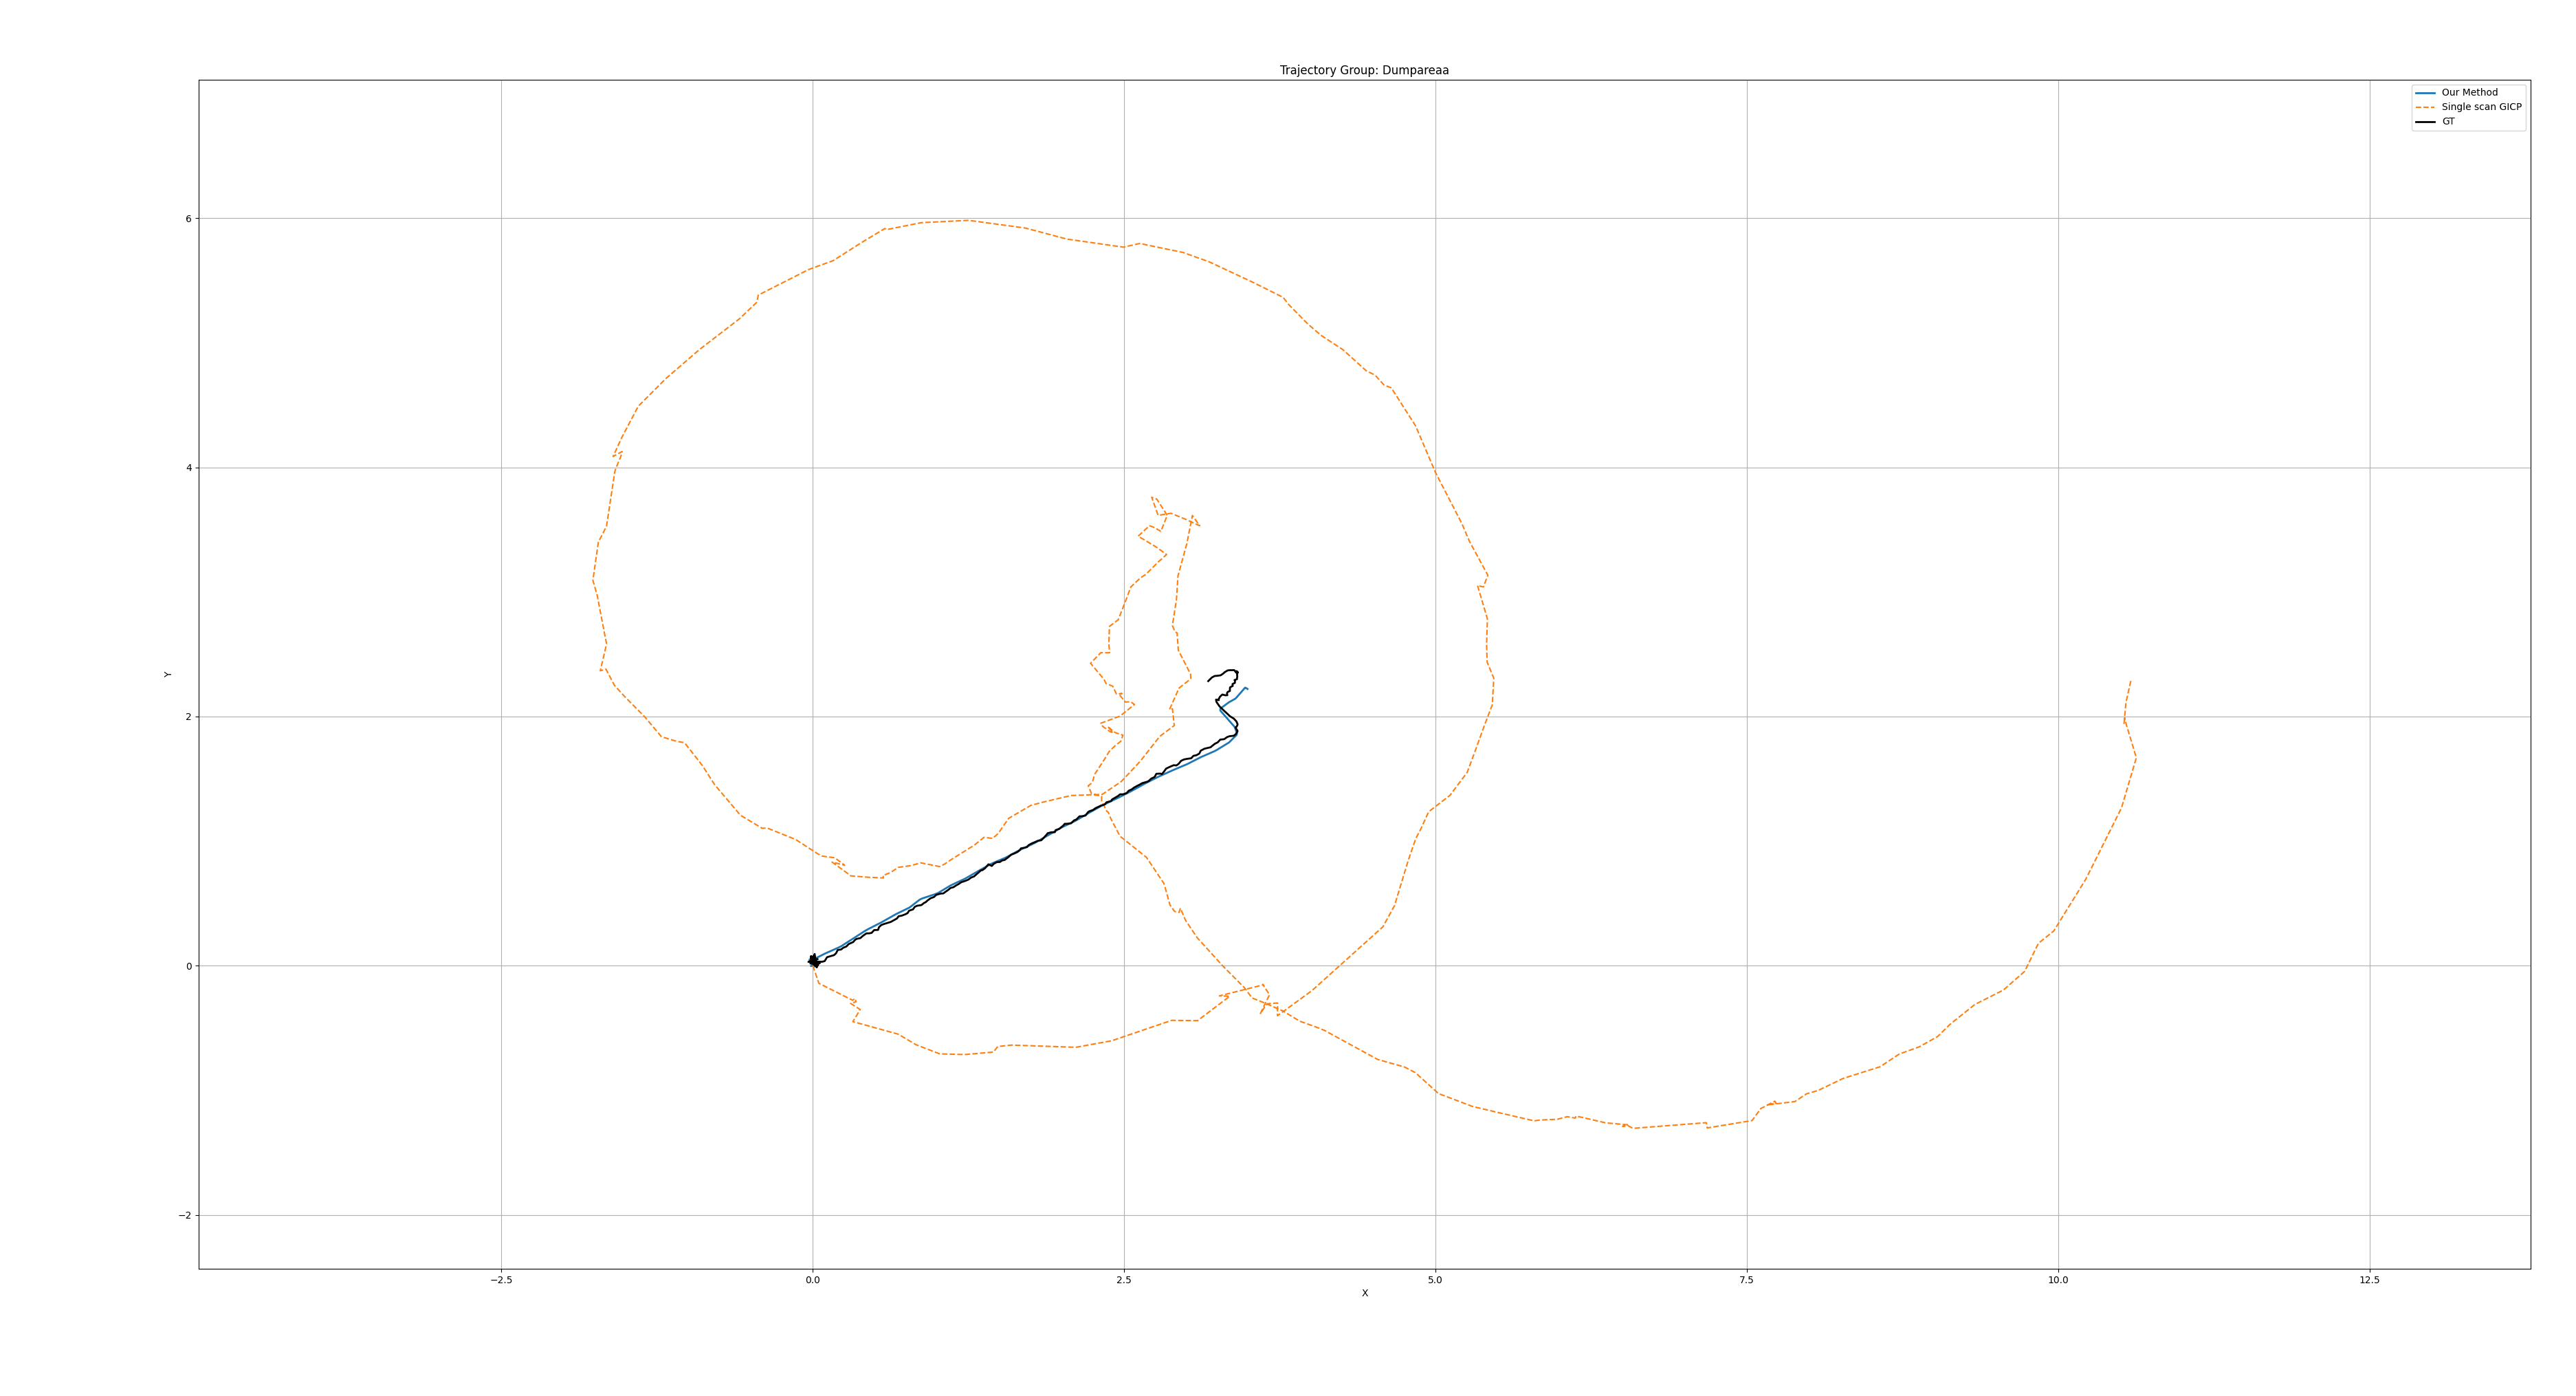 Trajectory Group: Dumpareaa
Our Method
Single scan GICP
GT
6
4
2
0
−2
Y
−2.5
0.0
2.5
5.0
7.5
10.0
12.5
X